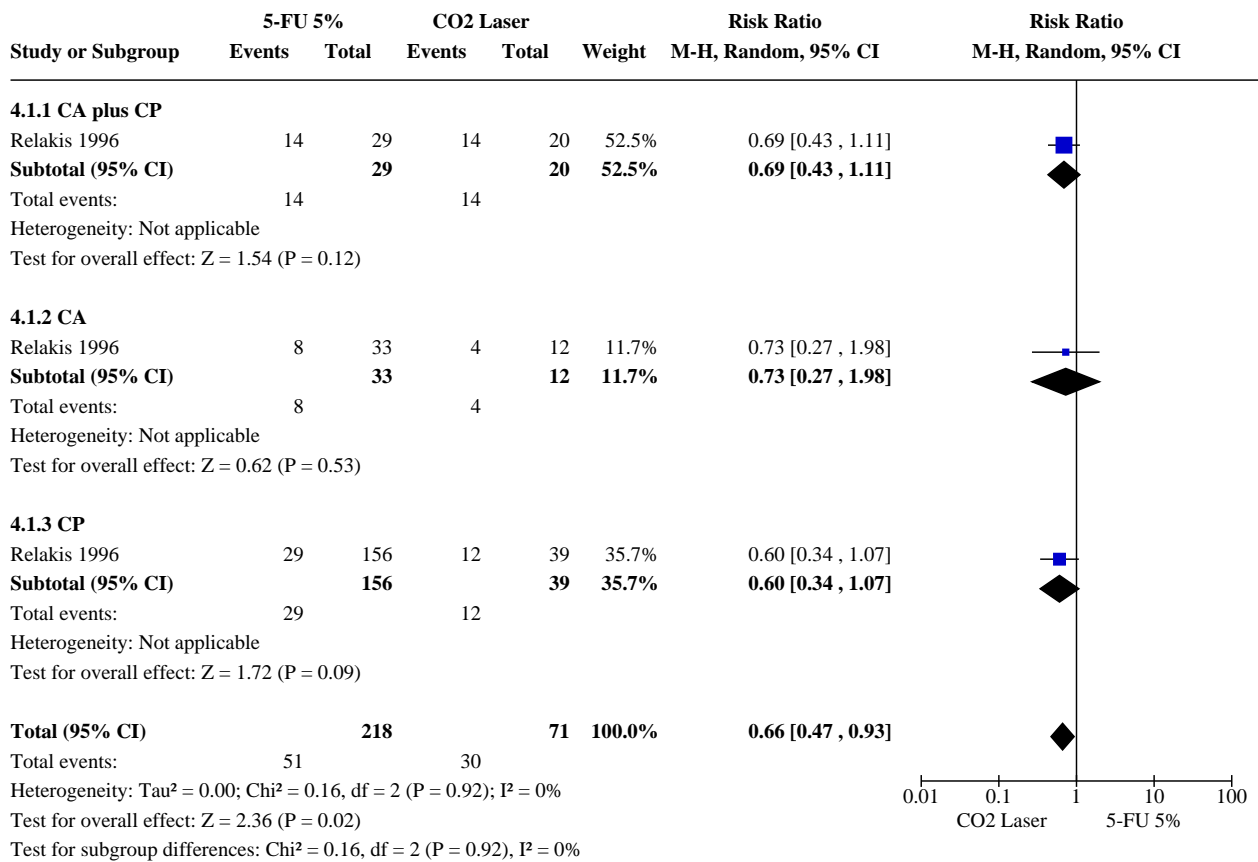 5-FU 5% CO2 Laser Risk Ratio Risk Ratio
Study or Subgroup Events Total Events Total Weight M-H, Random, 95% CI M-H, Random, 95% CI
4.1.1 CA plus CP
Relakis 1996 14 29 14 20 52.5% 0.69 [0.43 , 1.11]
Subtotal (95% CI) 29 20 52.5% 0.69 [0.43 , 1.11]
Total events: 14 14
Heterogeneity: Not applicable
Test for overall effect: Z = 1.54 (P = 0.12)
4.1.2 CA
Relakis 1996 8 33 4 12 11.7% 0.73 [0.27 , 1.98]
Subtotal (95% CI) 33 12 11.7% 0.73 [0.27 , 1.98]
Total events: 8 4
Heterogeneity: Not applicable
Test for overall effect: Z = 0.62 (P = 0.53)
4.1.3 CP
Relakis 1996 29 156 12 39 35.7% 0.60 [0.34 , 1.07]
Subtotal (95% CI) 156 39 35.7% 0.60 [0.34 , 1.07]
Total events: 29 12
Heterogeneity: Not applicable
Test for overall effect: Z = 1.72 (P = 0.09)
Total (95% CI) 218 71 100.0% 0.66 [0.47 , 0.93]
Total events: 51 30
Heterogeneity: Tau² = 0.00; Chi² = 0.16, df = 2 (P = 0.92); I² = 0%
0.01 0.1 1 10 100
Test for overall effect: Z = 2.36 (P = 0.02)
CO2 Laser 5-FU 5%
Test for subgroup differences: Chi² = 0.16, df = 2 (P = 0.92), I² = 0%